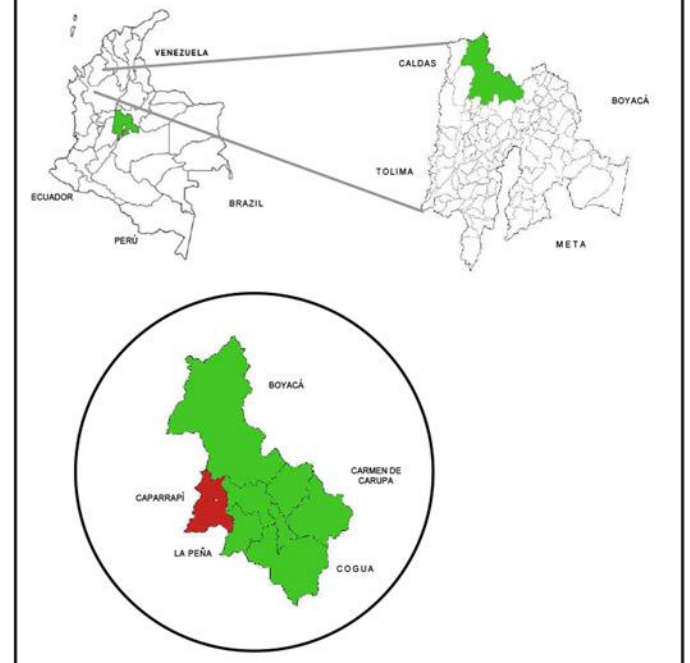 VENEZUELA
CALDAS
BOYACÁ
TOLIMA
ECUADOR
BRAZIL
PERÚ
META
BOYACÁ
CARMEN DE
CARUPA
CAPARRAPÍ
LA PEÑA
COGUA